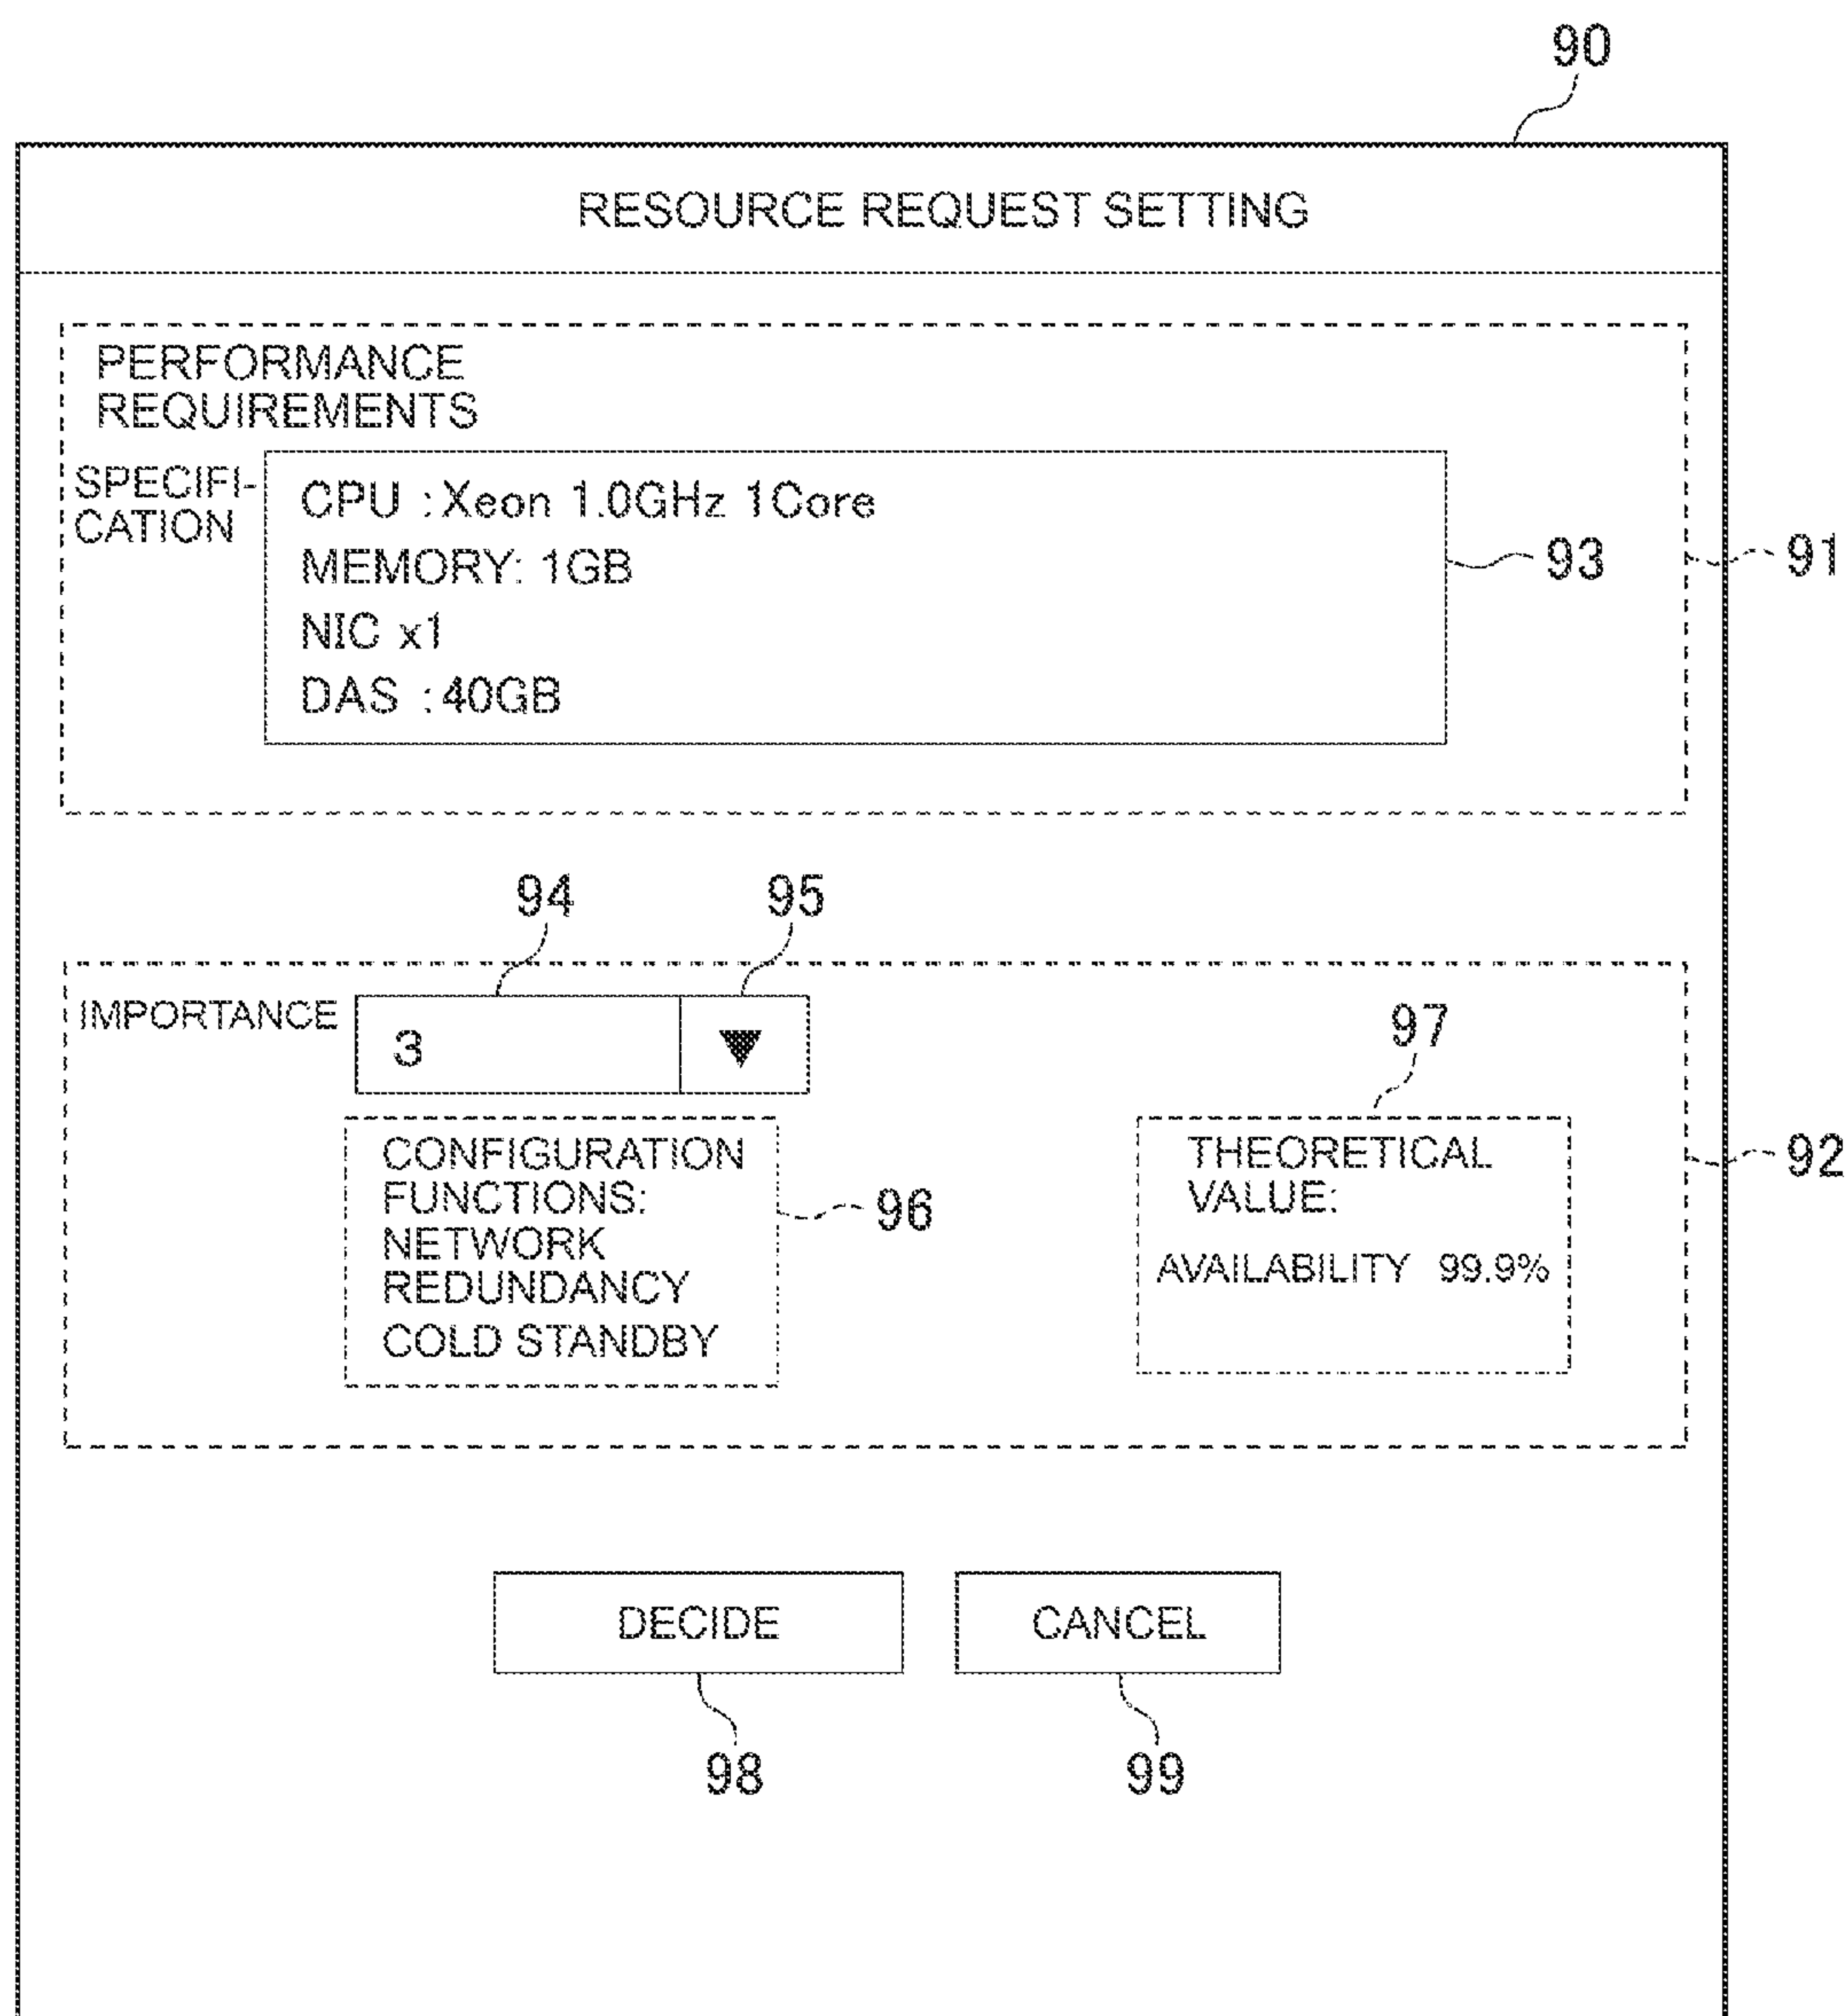 90
RESOURCE REQUEST SETTING
PERFORMANCE
REQUIREMENTS
SPECIFI-
CATION
CPU :Xeon 1.0GHz 1Core
MEMORY: 1GB
NIC x1
DAS :40GB
93
91
94
95
IMPORTANCE
3
▼
97
CONFIGURATION
FUNCTIONS:
NETWORK
REDUNDANCY
COLD STANDBY
96
THEORETICAL
VALUE:
AVAILABILITY 99.9%
92
DECIDE
CANCEL
98
99